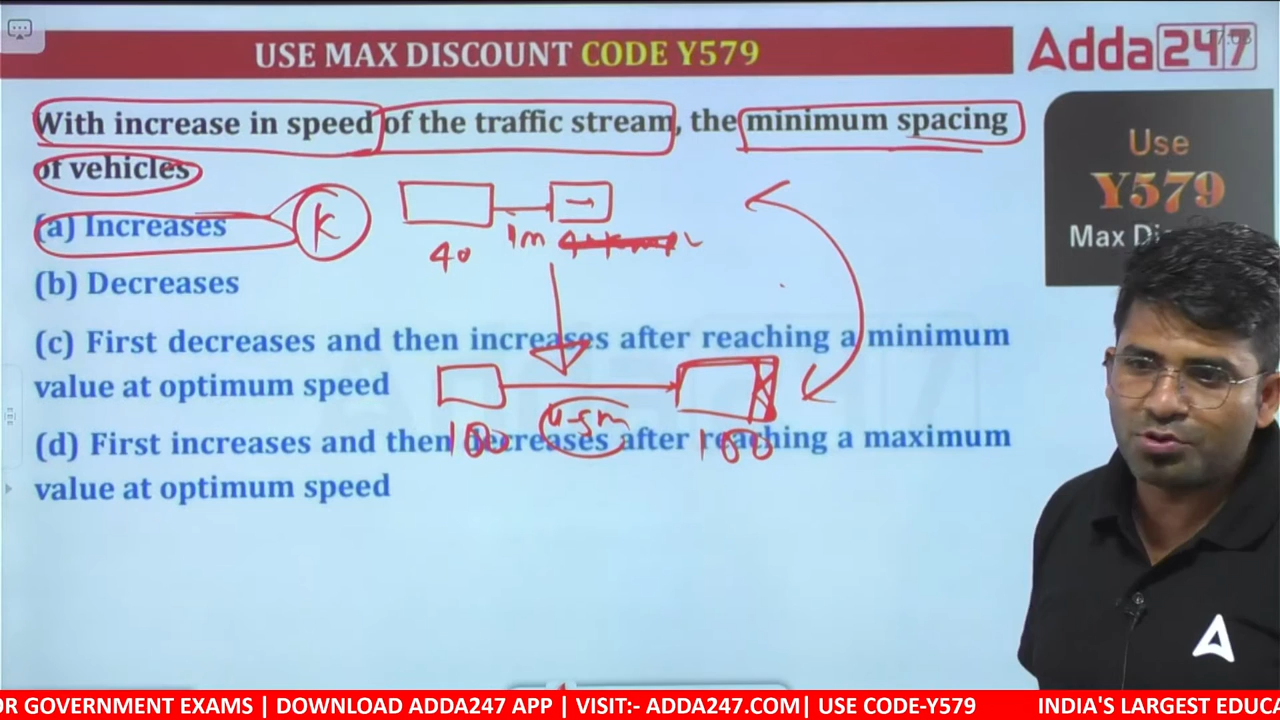 USE MAX DISCOUNT CODE Y579
Adda247
With increase in speed of the traffic stream, the minimum spacing
of vehicles
(a) Increases
K
(b) Decreases
40
1m
(c) First decreases and then increases after reaching a minimum
value at optimum speed
100
100
(d) First increases and then decreases after reaching a maximum
value at optimum speed
Use
Y579
Max
OR GOVERNMENT EXAMS | DOWNLOAD ADDA247 APP | VISIT:- ADDA247.COM| USE CODE-Y579
INDIA'S LARGEST EDUCA